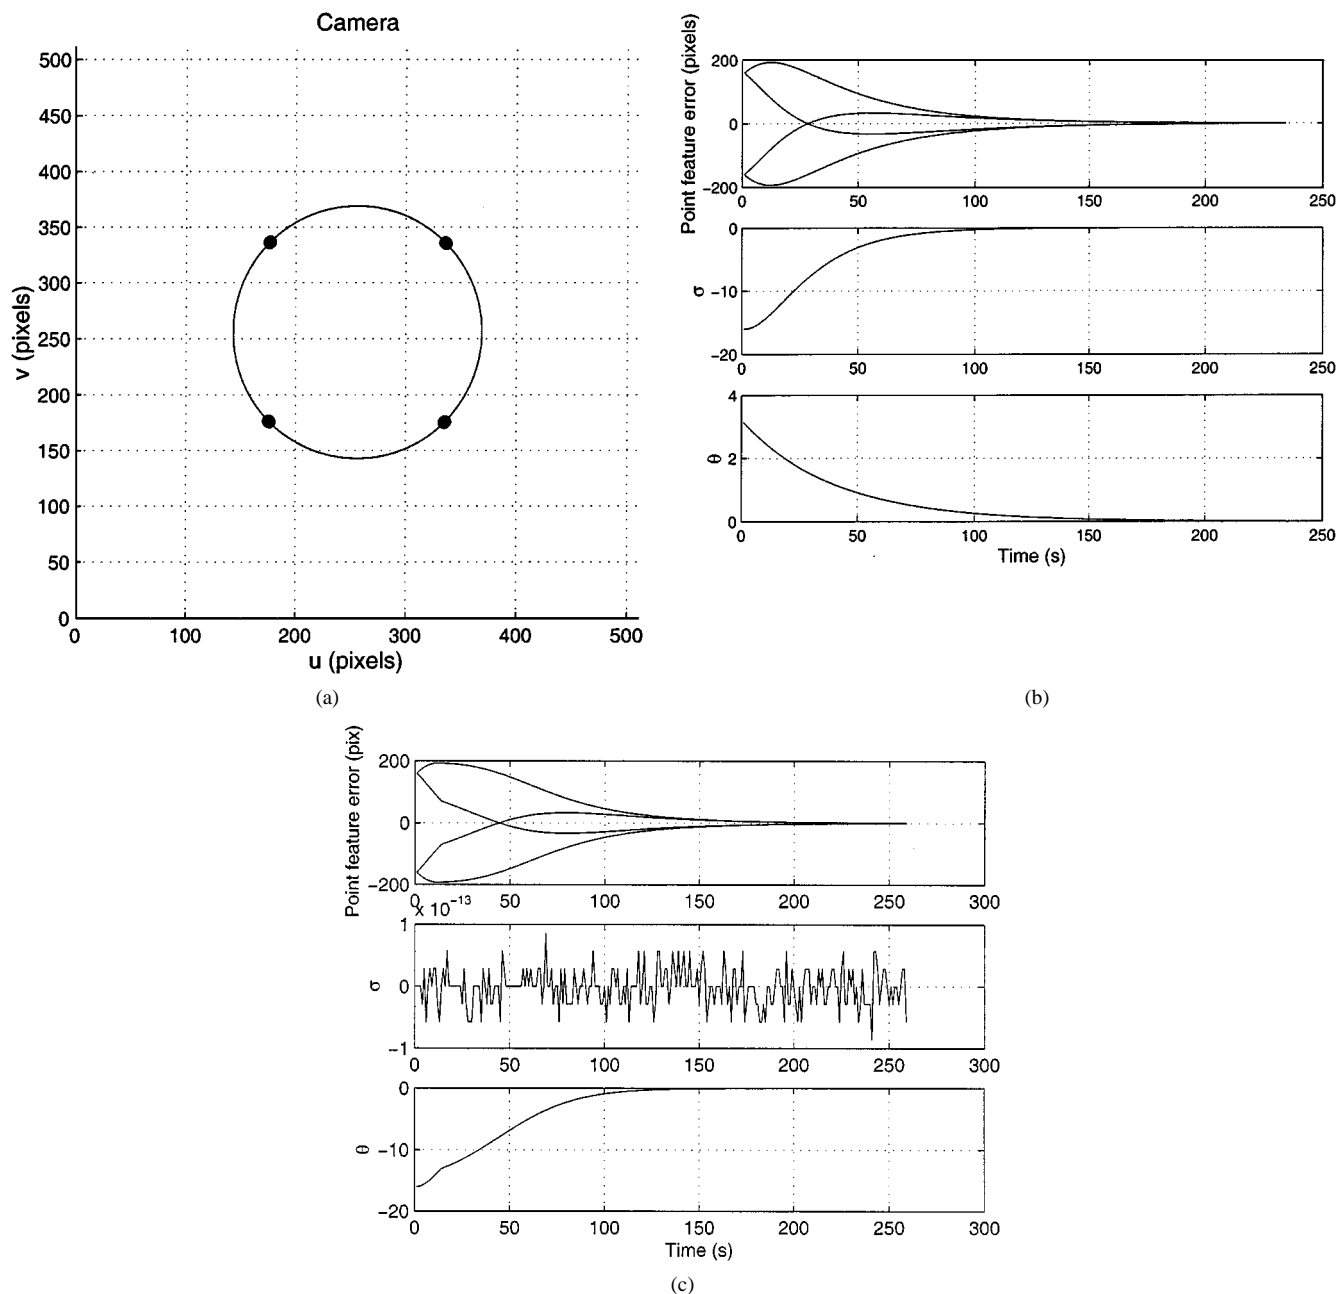 Camera
500
450
400
350
300
250
200
150
100
50
0
v (pixels)
0 100 200 300 400 500
u (pixels)
(a)
Point feature error (pixels)
200
0
−200
0 50 100 150 200 250
σ
0
−10
−20
0 50 100 150 200 250
θ
4
2
0
0 50 100 150 200 250
Time (s)
(b)
Point feature error (pix)
200
0
−200
0 50 100 150 200 250 300
x 10⁻¹³
σ
1
0
−1
0 50 100 150 200 250 300
θ
0
−10
−20
0 50 100 150 200 250 300
Time (s)
(c)